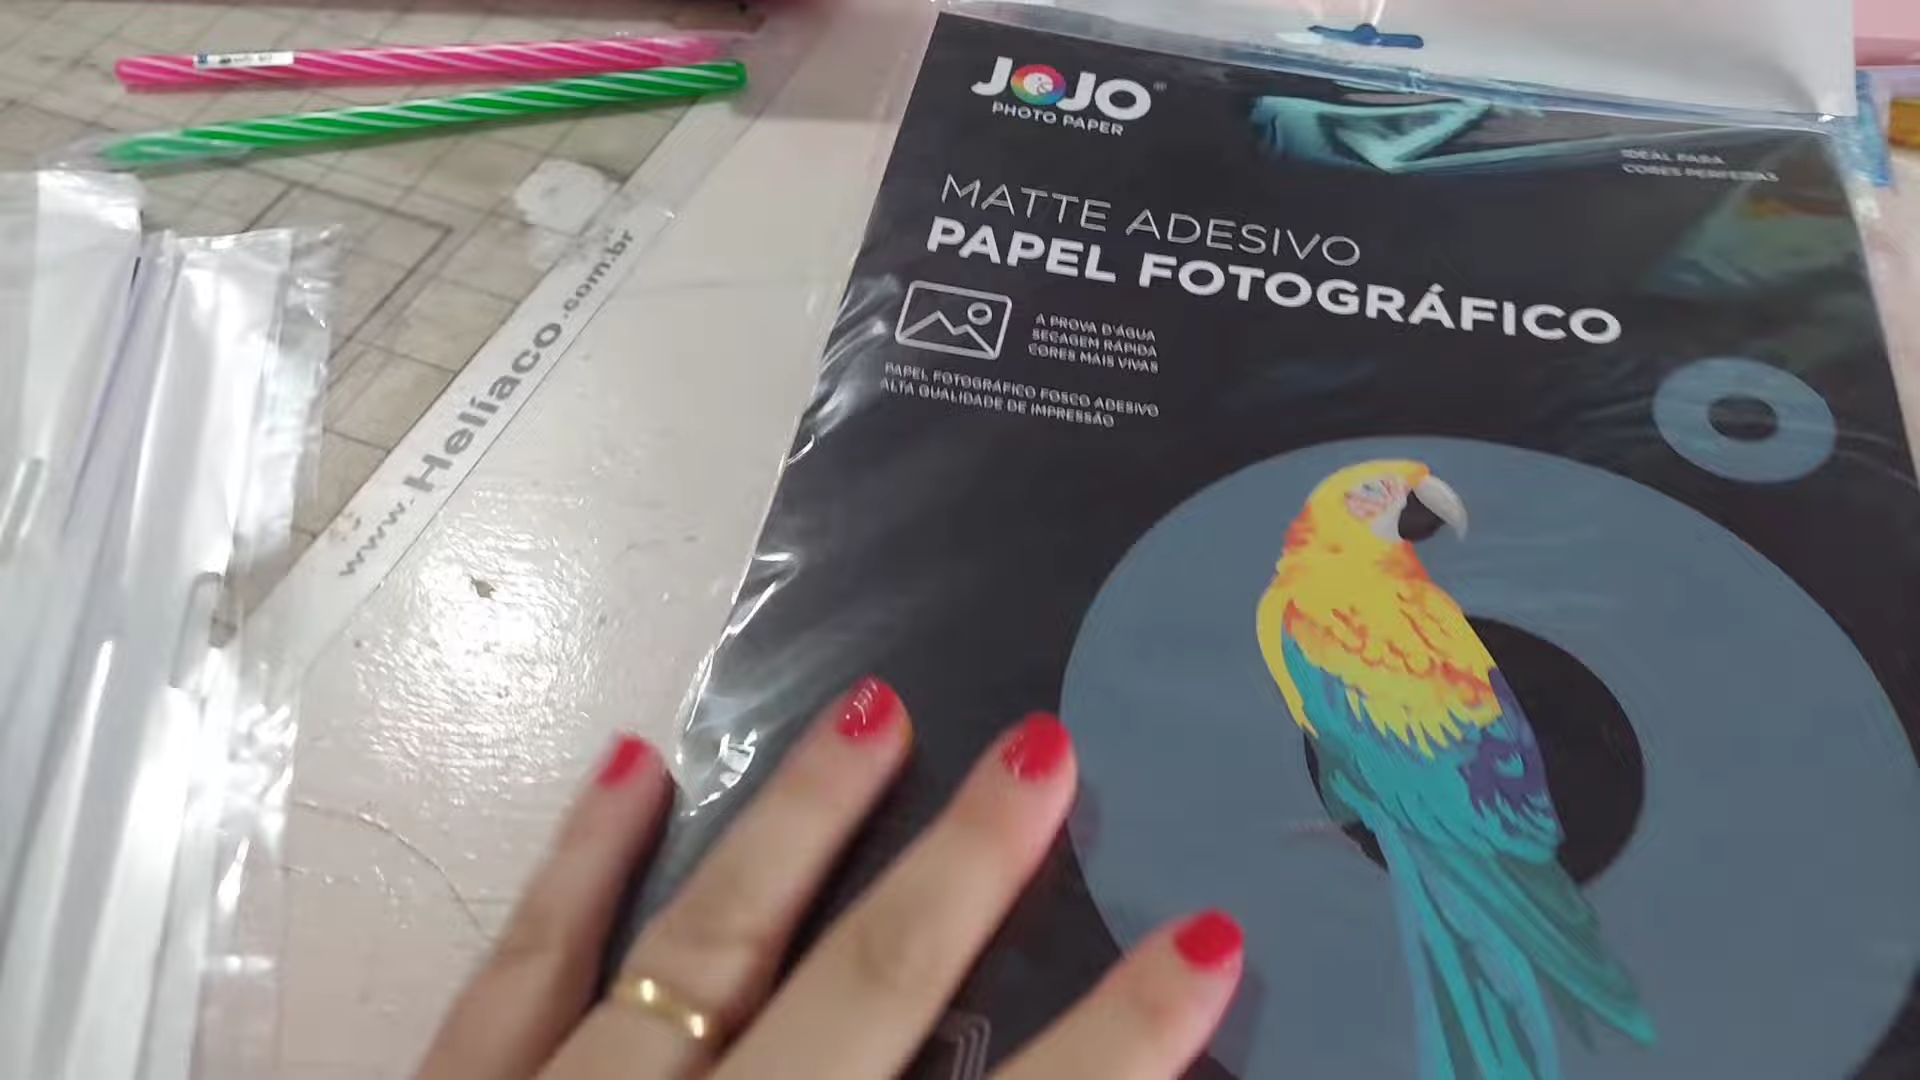 JOJO®
PHOTO PAPER
IDEAL PARA
CORES PERFEITAS
MATTE ADESIVO
PAPEL FOTOGRÁFICO
À PROVA D'ÁGUA
SECAGEM RÁPIDA
CORES MAIS VIVAS
PAPEL FOTOGRÁFICO FOSCO ADESIVO
ALTA QUALIDADE DE IMPRESSÃO
www.Helíaco.com.br